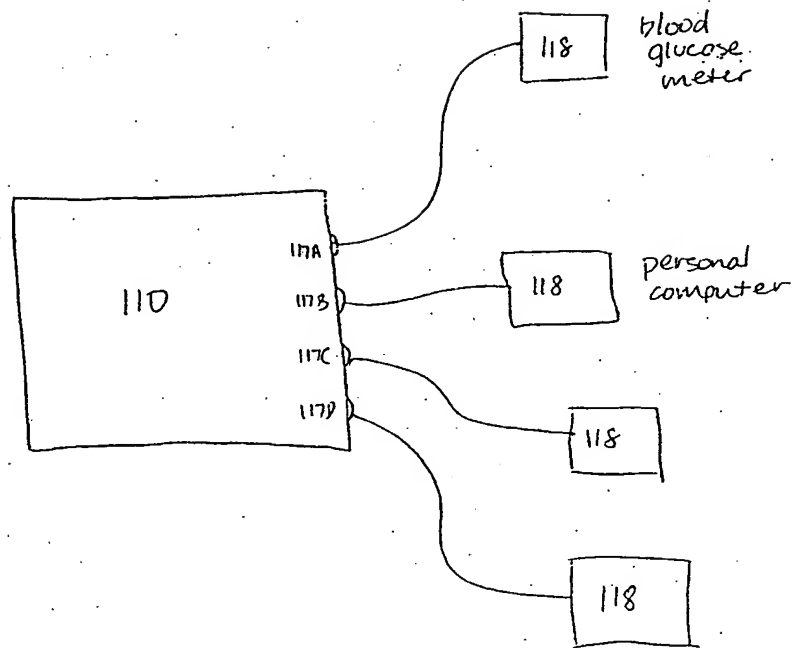 118
blood
glucose
meter
117A
110
117B
118
personal
computer
117C
117D
118
118